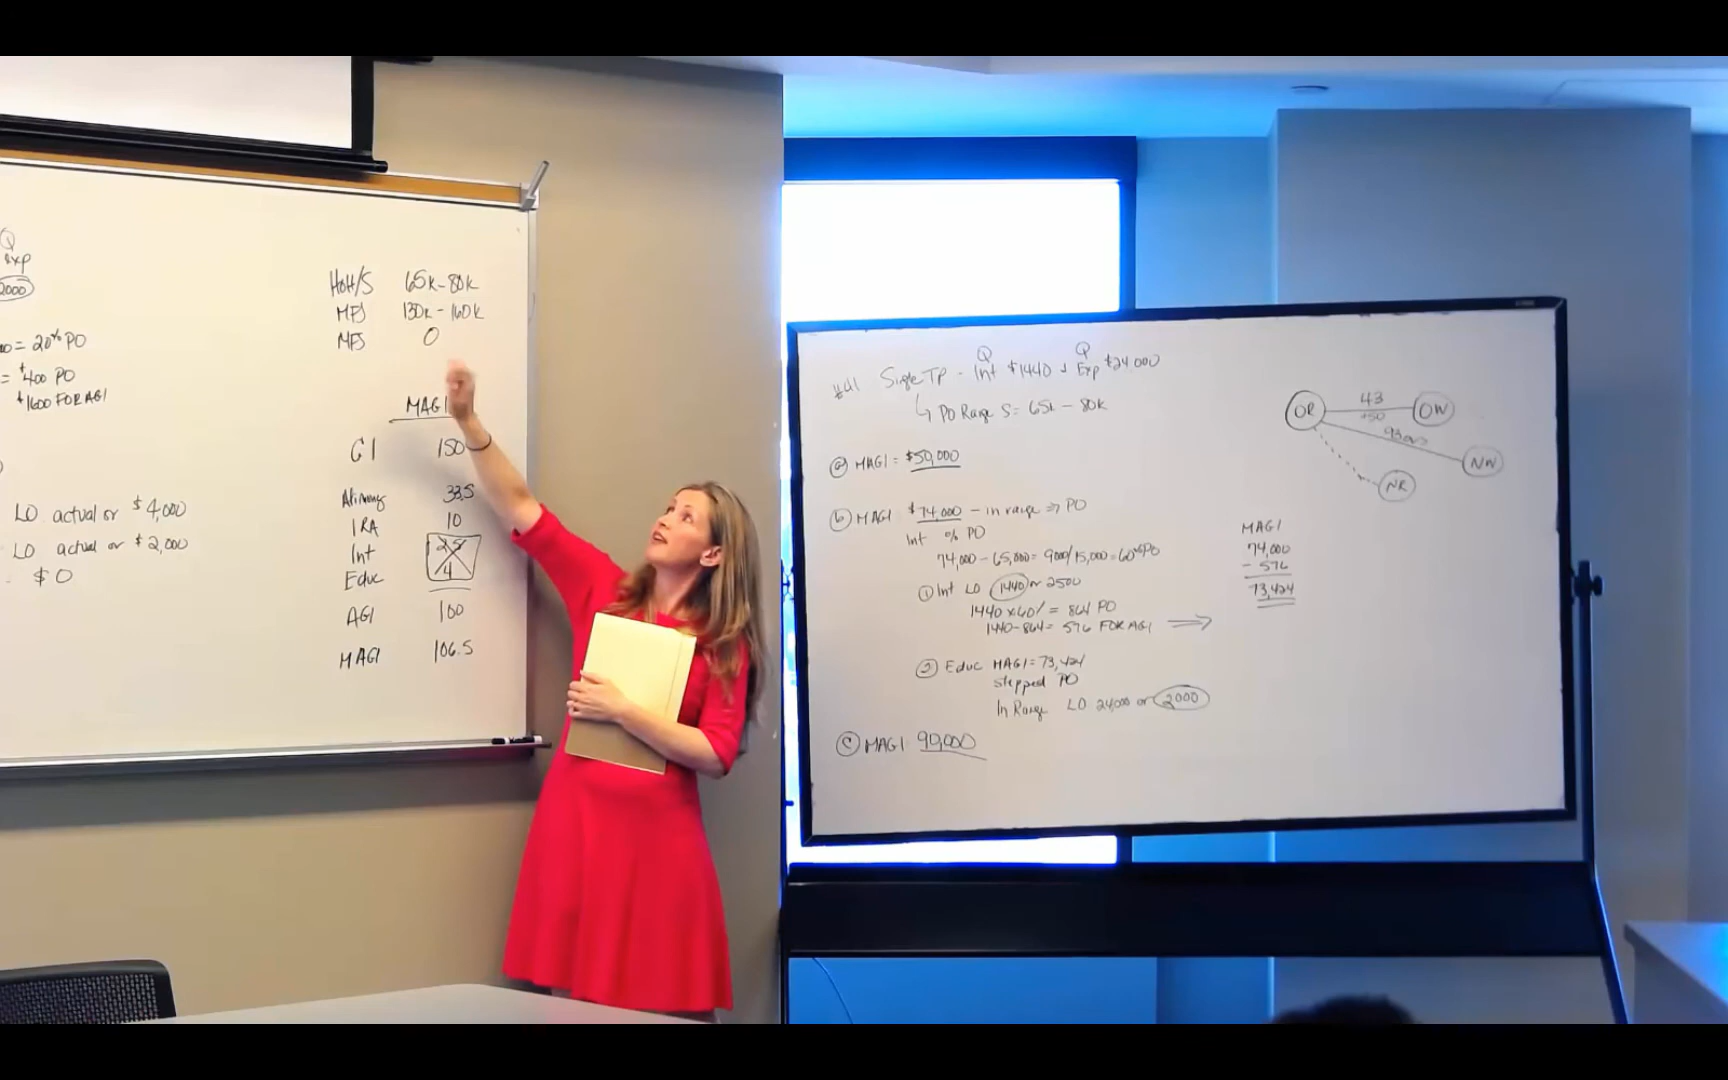 Q
Exp
2000
= 20% PO
= $400 PO
$1600 FOR AGI
LO actual or $4,000
LO actual or $2,000
$0
HoH/S 65k-80k
MFJ 130k-160k
MFS 0
MAGI
GI 150
Alimony 33.5
IRA 10
Int 2.5
Educ 4
AGI 100
MAGI 106.5
#41 Single TP - Q Int $1440 + Q Exp $24,000
PO Range S = 65k - 80k
(a) MAGI = $50,000
(b) MAGI $74,000 - in range => PO
Int % PO
74,000 - 65,000 = 9000/15,000 = 60% PO
(1) Int LO 1440 or 2500
1440 x 60% = 864 PO
1440-864 = 576 FOR AGI
(2) Educ MAGI = 73,424
stepped PO
In Range LO 24,000 or 2000
(c) MAGI 90,000
OR 43 OW
+50
93
NW
NR
MAGI
74,000
- 576
73,424